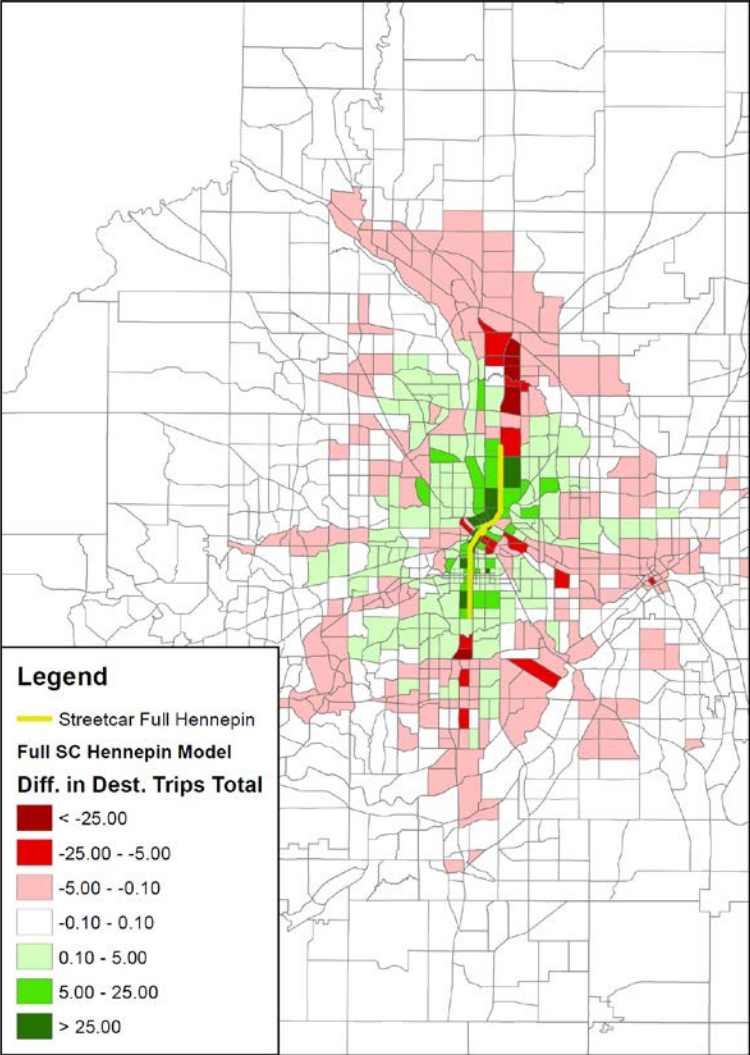 Legend
Streetcar Full Hennepin
Full SC Hennepin Model
Diff. in Dest. Trips Total
< -25.00
-25.00 - -5.00
-5.00 - -0.10
-0.10 - 0.10
0.10 - 5.00
5.00 - 25.00
> 25.00